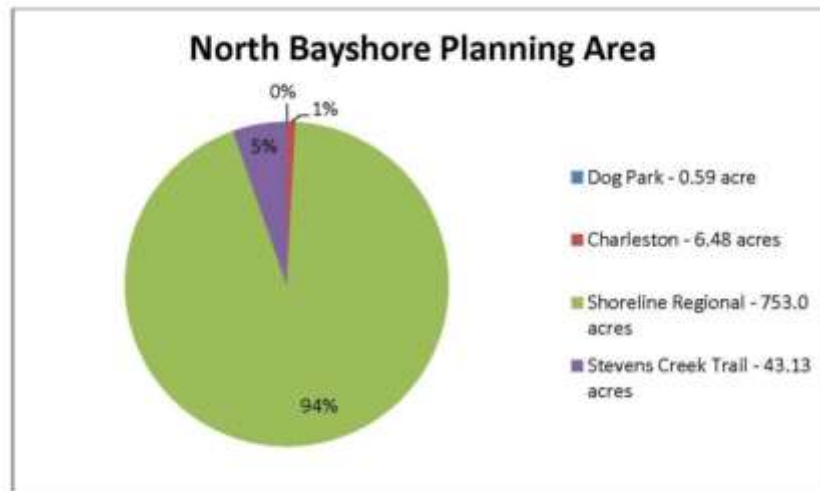 North Bayshore Planning Area
0%
1%
5%
94%
Dog Park - 0.59 acre
Charleston - 6.48 acres
Shoreline Regional - 753.0
acres
Stevens Creek Trail - 43.13
acres